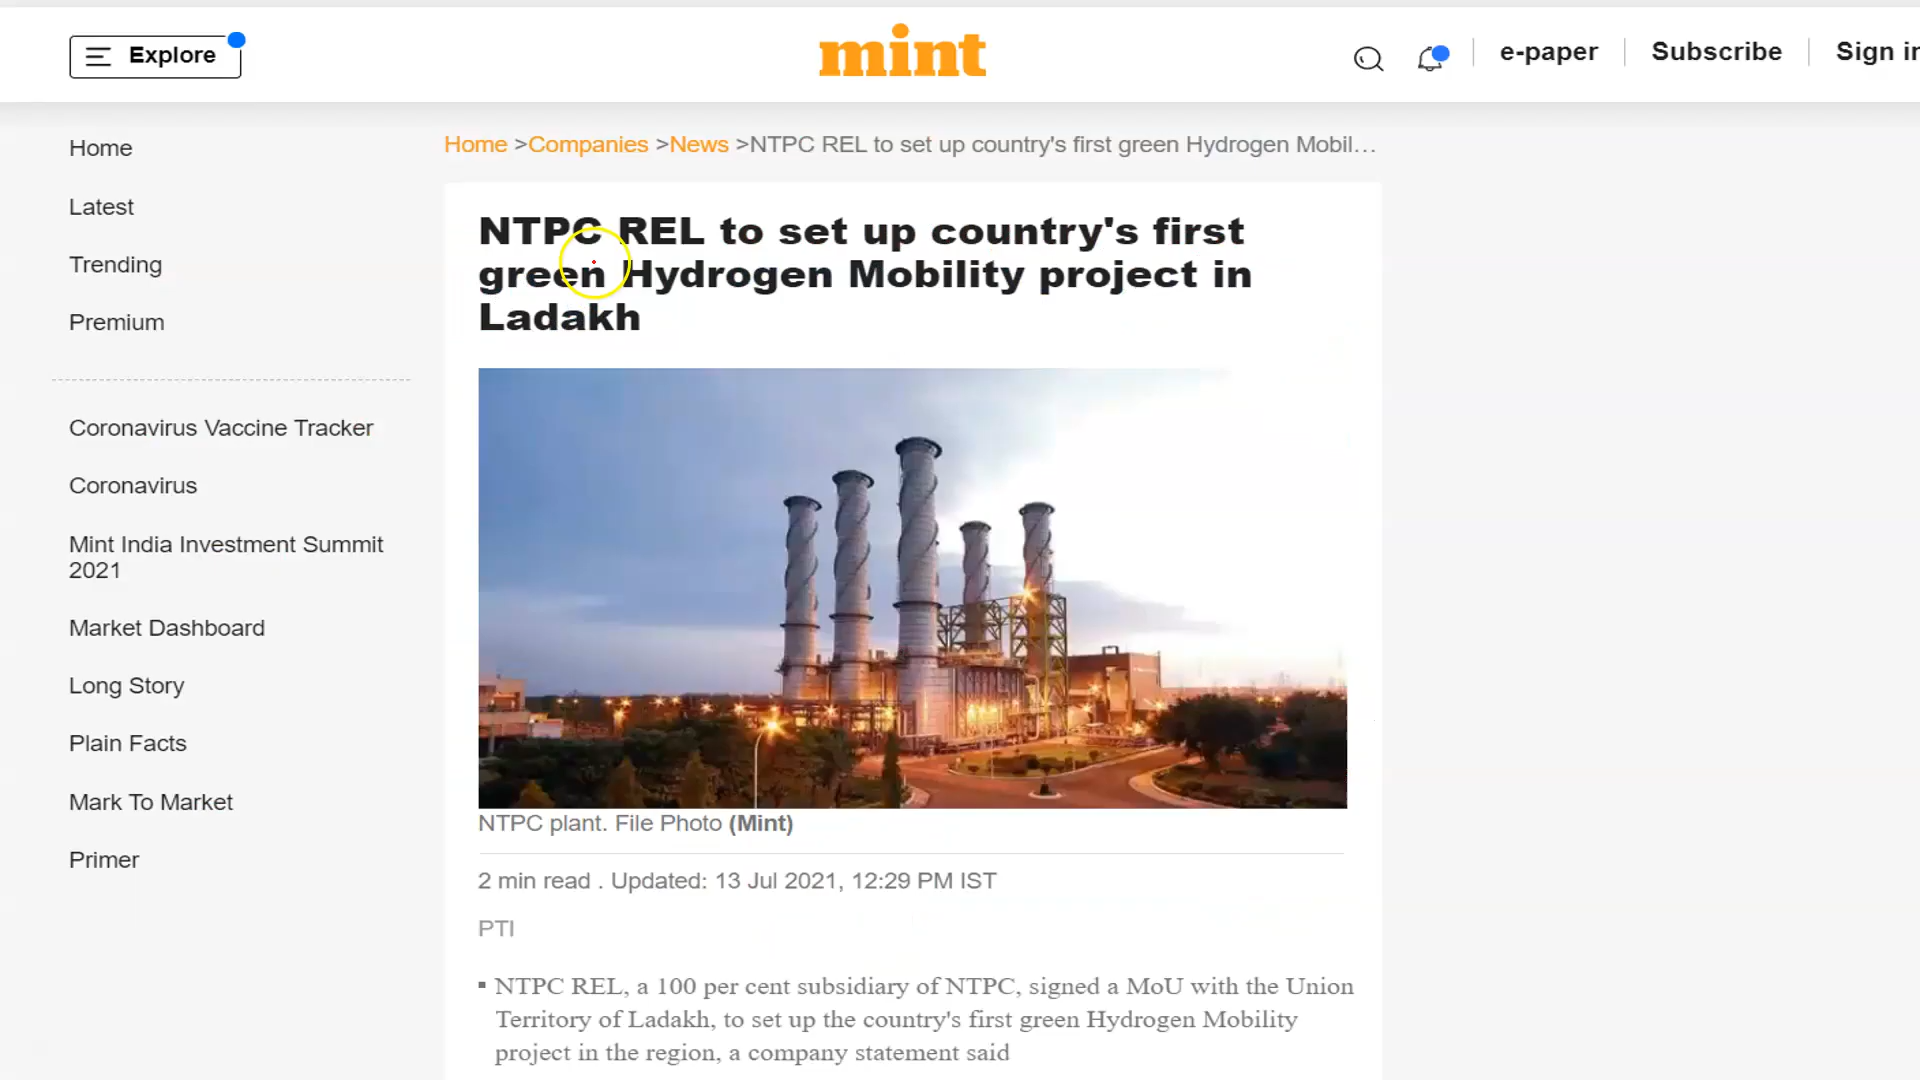 Explore
mint
e-paper
Subscribe
Sign in
Home
Latest
Trending
Premium
Coronavirus Vaccine Tracker
Coronavirus
Mint India Investment Summit
2021
Market Dashboard
Long Story
Plain Facts
Mark To Market
Primer
Home >Companies >News >NTPC REL to set up country's first green Hydrogen Mobil...
NTPC REL to set up country's first
green Hydrogen Mobility project in
Ladakh
NTPC plant. File Photo (Mint)
2 min read . Updated: 13 Jul 2021, 12:29 PM IST
PTI
NTPC REL, a 100 per cent subsidiary of NTPC, signed a MoU with the Union
Territory of Ladakh, to set up the country's first green Hydrogen Mobility
project in the region, a company statement said